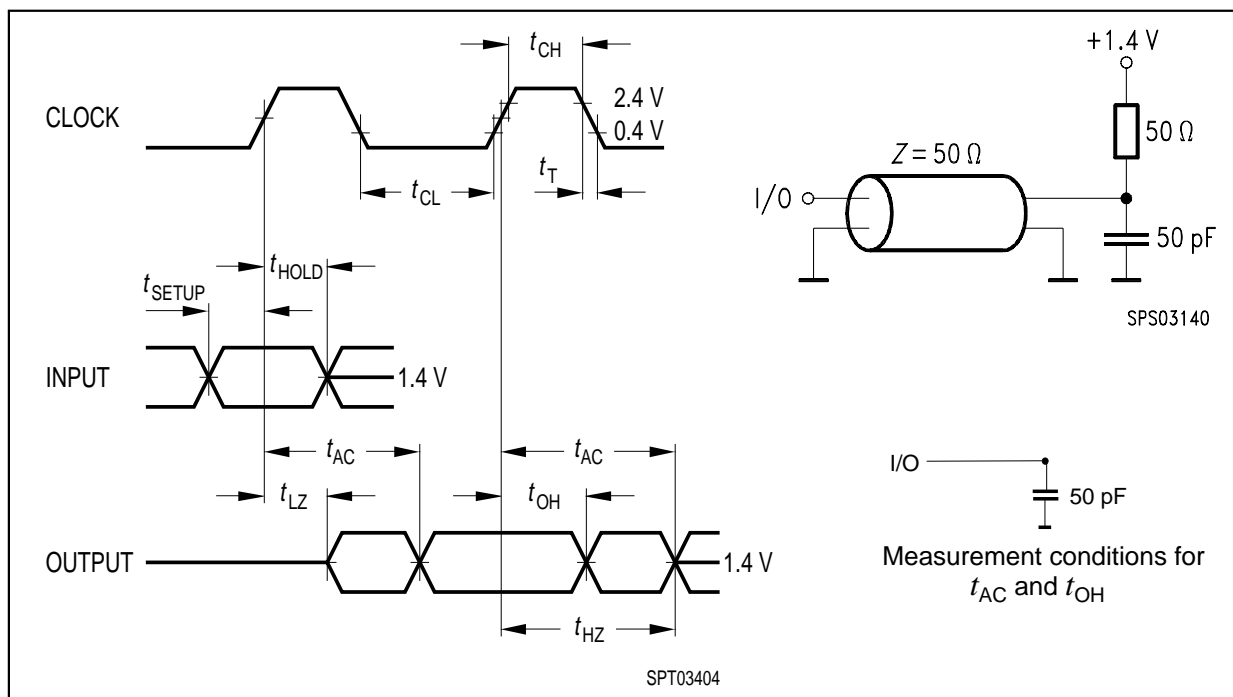 tCH
CLOCK
2.4 V
0.4 V
tT
tCL
tHOLD
tSETUP
INPUT
1.4 V
tAC
tAC
tLZ
tOH
OUTPUT
1.4 V
tHZ
SPT03404
+1.4 V
50 Ω
Z = 50 Ω
I/O
50 pF
SPS03140
I/O
50 pF
Measurement conditions for
tAC and tOH